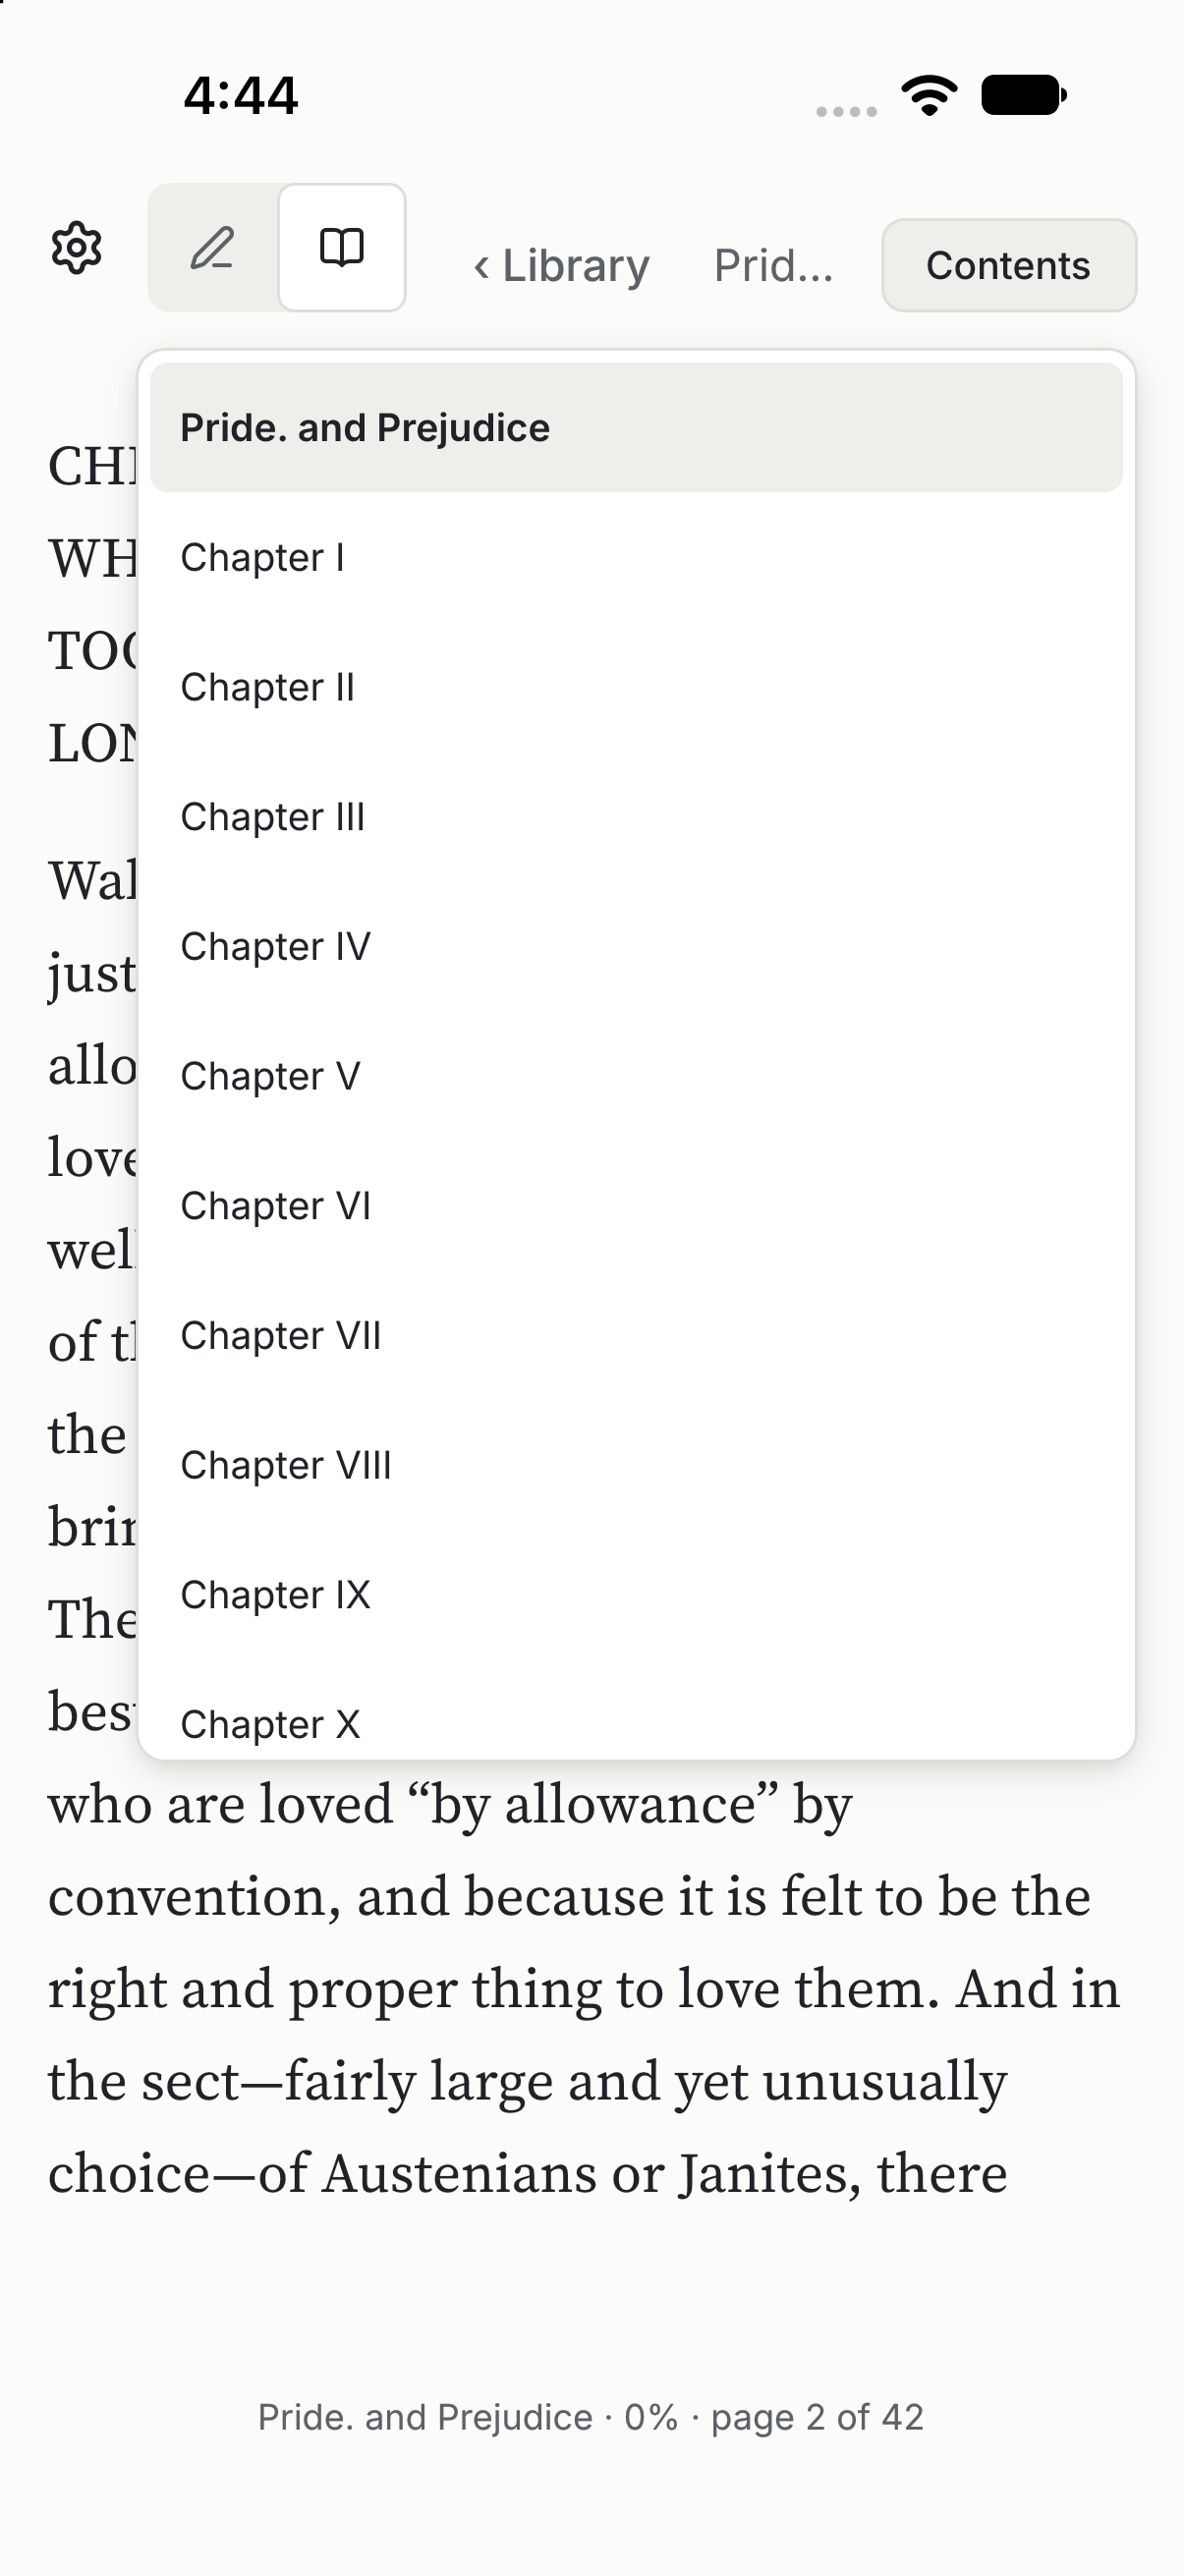 4:44
‹ Library Prid... Contents
Pride. and Prejudice
Chapter I
Chapter II
Chapter III
Chapter IV
Chapter V
Chapter VI
Chapter VII
Chapter VIII
Chapter IX
Chapter X
just
of
the
who are loved “by allowance” by
convention, and because it is felt to be the
right and proper thing to love them. And in
the sect—fairly large and yet unusually
choice—of Austenians or Janites, there
Pride. and Prejudice · 0% · page 2 of 42